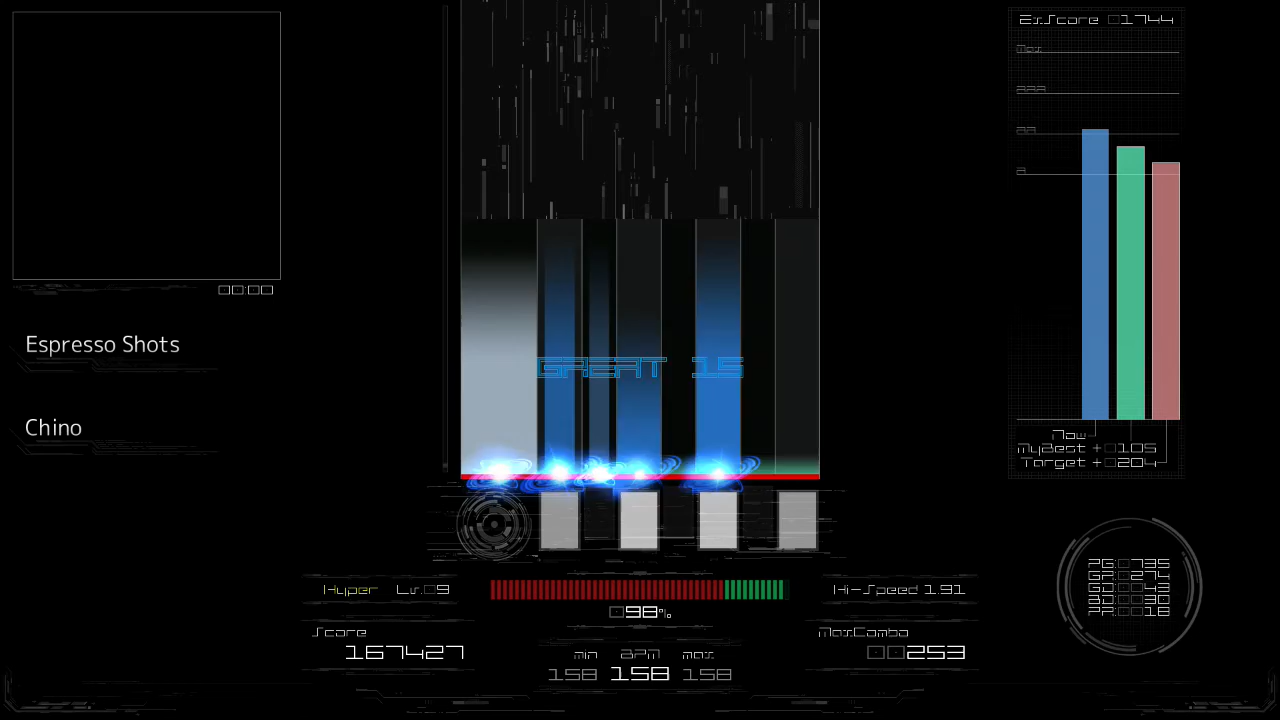 ExScore 01744
Max
AAA
AA
A
00:00
Espresso Shots
GREAT 15
Chino
Now
MyBest +0105
Target +0204
PG:0735
GR:0274
GD:0043
BD:0030
PR:0018
Hyper Lv.09
Hi-Speed 1.91
098%
Score
167427
MaxCombo
00253
min BPM max
158 158 158